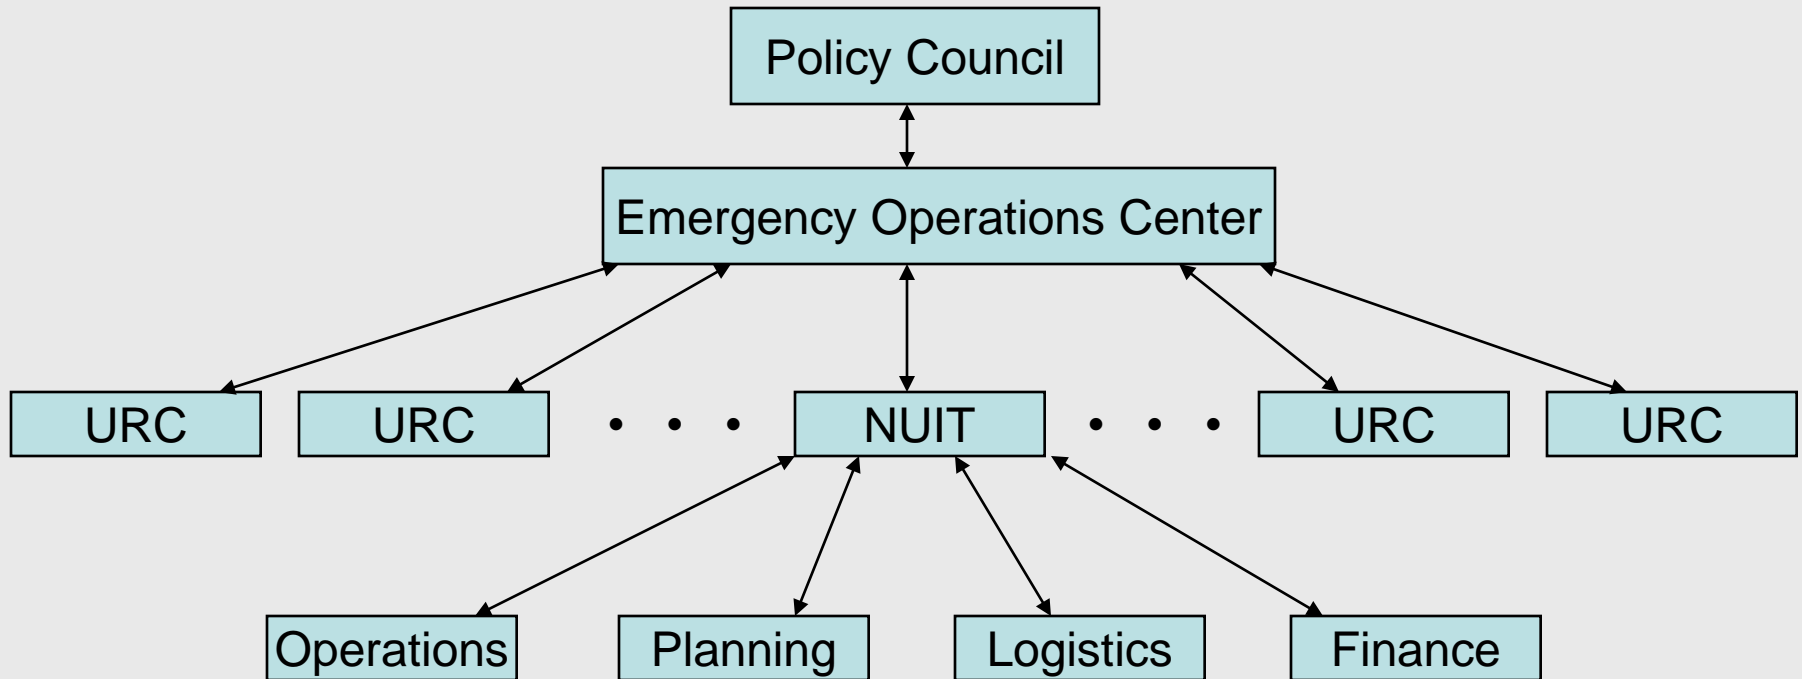 Policy Council
Emergency Operations Center
URC
URC
• • •
NUIT
• • •
URC
URC
Operations
Planning
Logistics
Finance